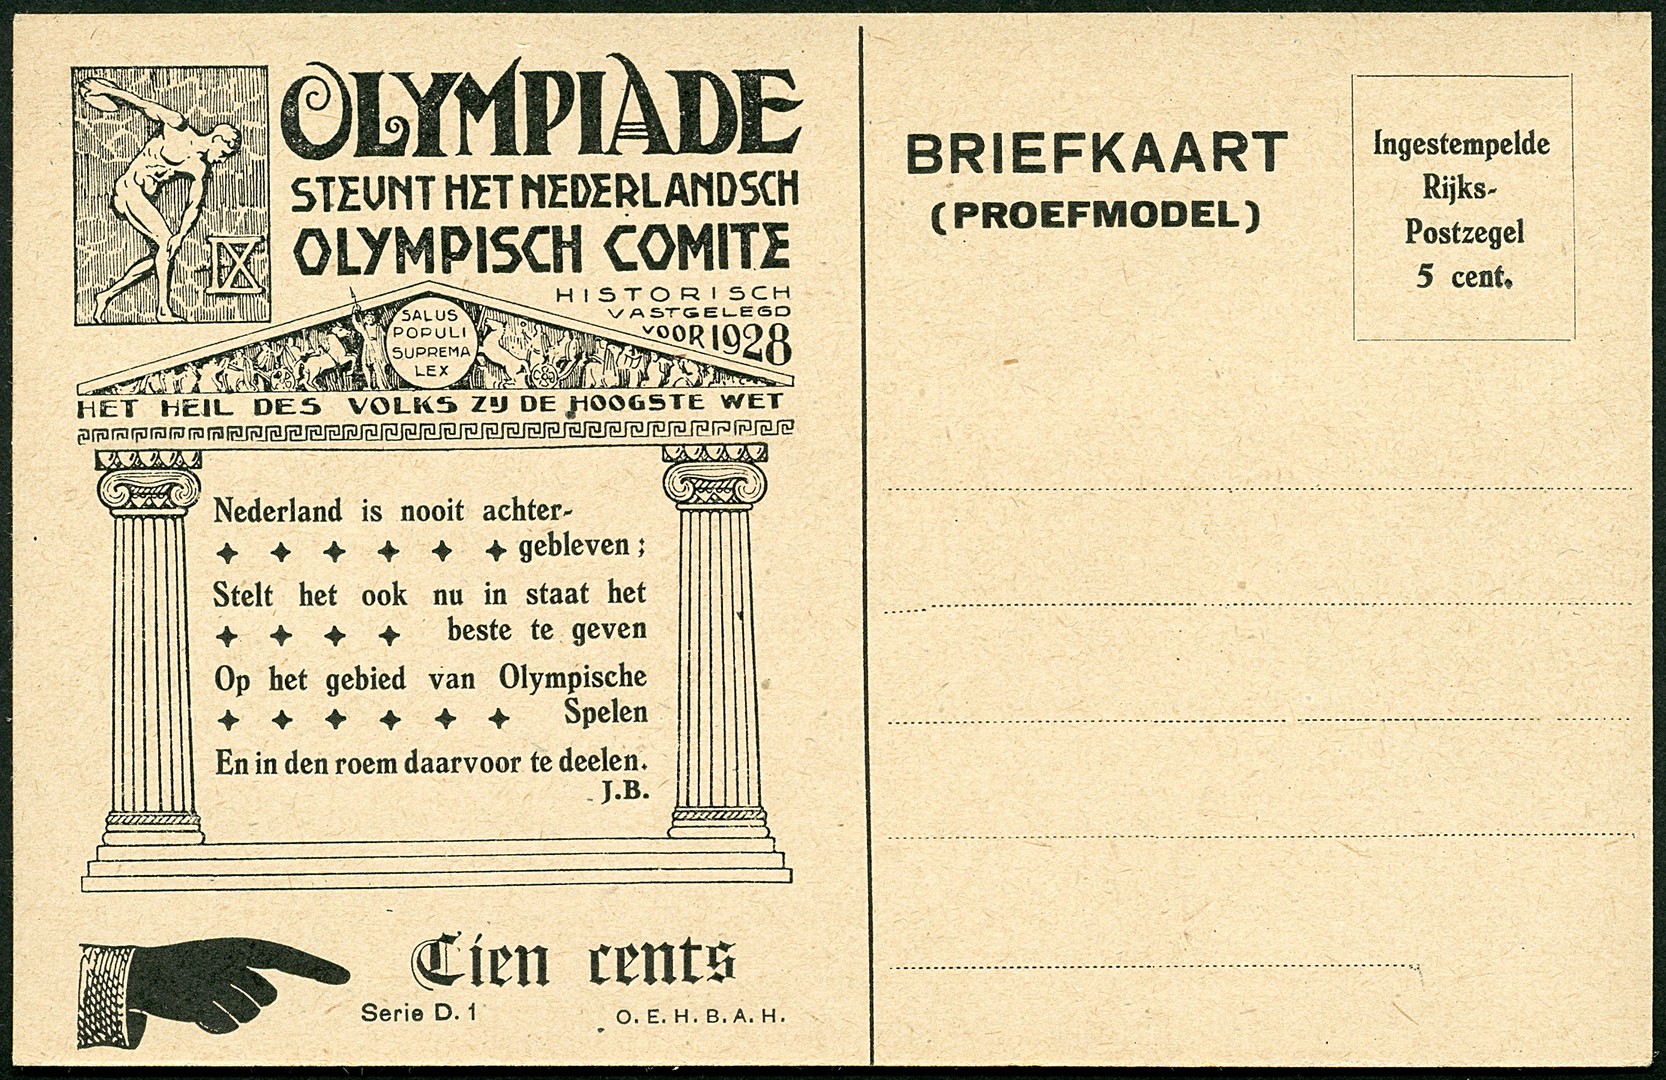 OLYMPIADE
STEUNT HET NEDERLANDSCH
OLYMPISCH COMITE
HISTORISCH
VASTGELEGD
VOOR 1928
IX
SALUS
POPULI
SUPREMA
LEX
HET HEIL DES VOLKS ZIJ DE HOOGSTE WET
Nederland is nooit achter-
gebleven;
Stelt het ook nu in staat het
beste te geven
Op het gebied van Olympische
Spelen
En in den roem daarvoor te deelen.
J.B.
Tien cents
Serie D. 1
O. E. H. B. A. H.
BRIEFKAART
(PROEFMODEL)
Ingestempelde
Rijks-
Postzegel
5 cent.